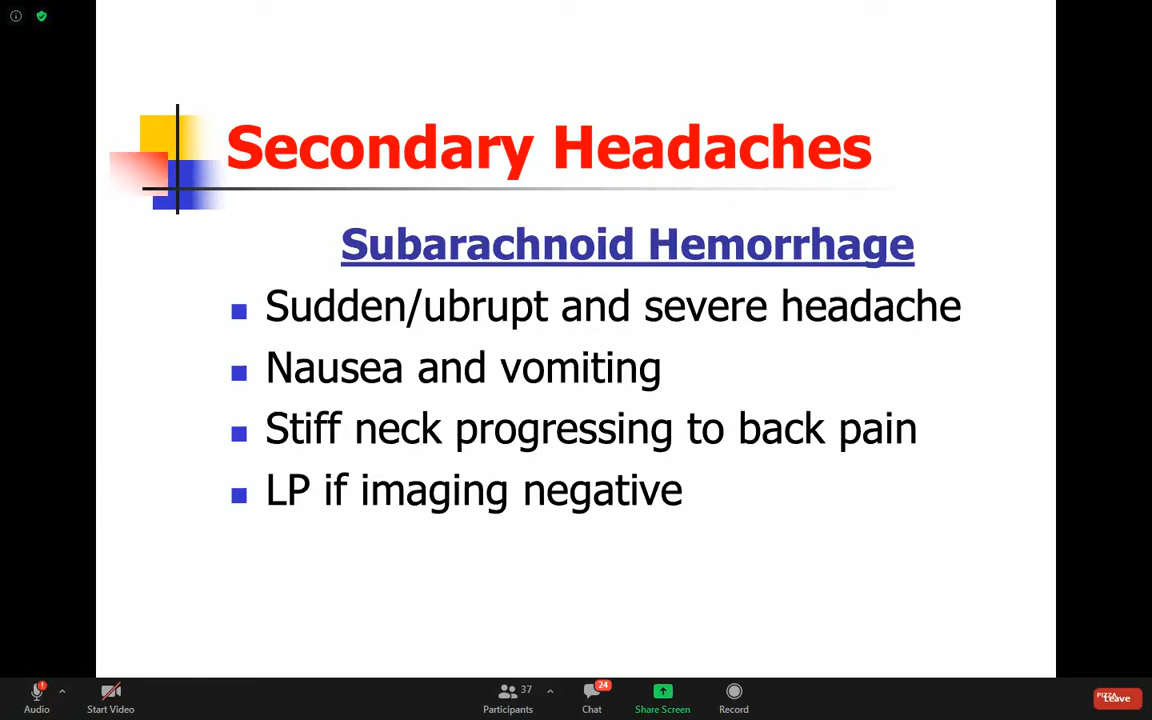 Secondary Headaches
Subarachnoid Hemorrhage
Sudden/ubrupt and severe headache
Nausea and vomiting
Stiff neck progressing to back pain
LP if imaging negative
Audio
Start Video
Participants
37
Chat
24
Share Screen
Record
PIZZA
Leave